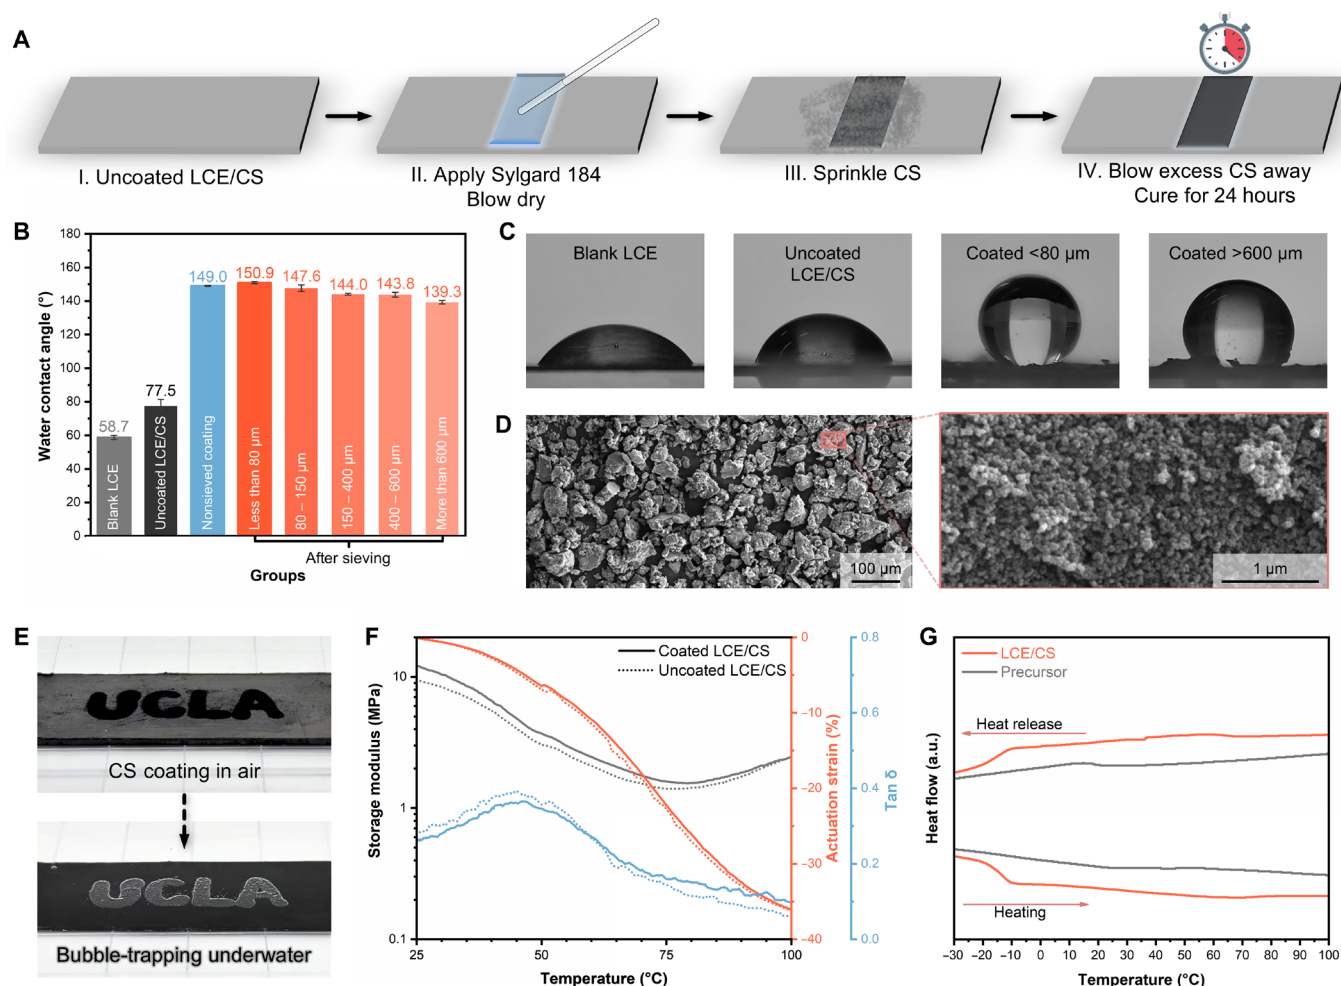 A
I. Uncoated LCE/CS
II. Apply Sylgard 184
Blow dry
III. Sprinkle CS
IV. Blow excess CS away
Cure for 24 hours
B
Water contact angle (°)
180
160
140
120
100
80
60
40
20
0
58.7
77.5
149.0
150.9
147.6
144.0
143.8
139.3
Blank LCE
Uncoated LCE/CS
Nonsieved coating
Less than 80 µm
80 – 150 µm
150 – 400 µm
400 – 600 µm
More than 600 µm
After sieving
Groups
C
Blank LCE
Uncoated
LCE/CS
Coated <80 µm
Coated >600 µm
D
100 µm
1 µm
E
UCLA
CS coating in air
UCLA
Bubble-trapping underwater
F
Coated LCE/CS
Uncoated LCE/CS
Storage modulus (MPa)
10
1
0.1
25
50
75
100
Temperature (°C)
0
−10
−20
−30
−40
Actuation strain (%)
0.8
0.6
0.4
0.2
0.0
Tan δ
G
LCE/CS
Precursor
Heat release
Heating
Heat flow (a.u.)
−30
−20
−10
0
10
20
30
40
50
60
70
80
90
100
Temperature (°C)